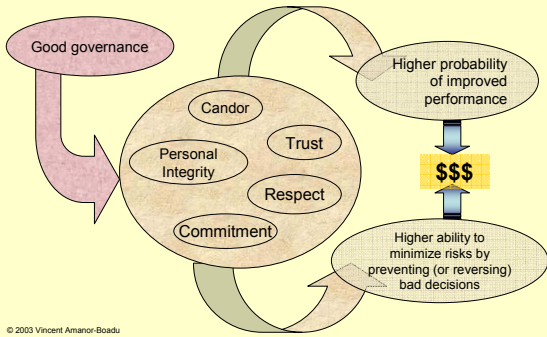 Good governance
Candor
Trust
Personal
Integrity
Respect
Commitment
Higher probability
of improved
performance
$$$
Higher ability to
minimize risks by
preventing (or reversing)
bad decisions
© 2003 Vincent Amanor-Boadu